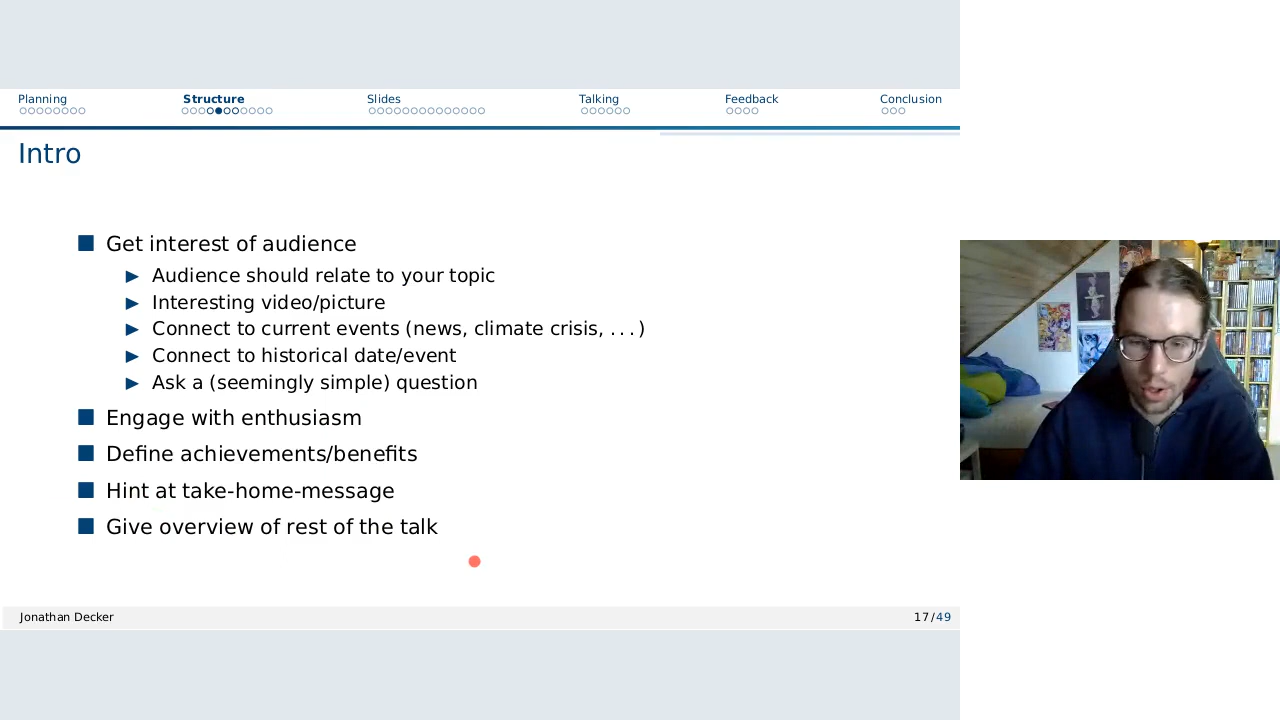 Planning
Structure
Slides
Talking
Feedback
Conclusion
Intro
Get interest of audience
Audience should relate to your topic
Interesting video/picture
Connect to current events (news, climate crisis, ...)
Connect to historical date/event
Ask a (seemingly simple) question
Engage with enthusiasm
Define achievements/benefits
Hint at take-home-message
Give overview of rest of the talk
Jonathan Decker
17/49